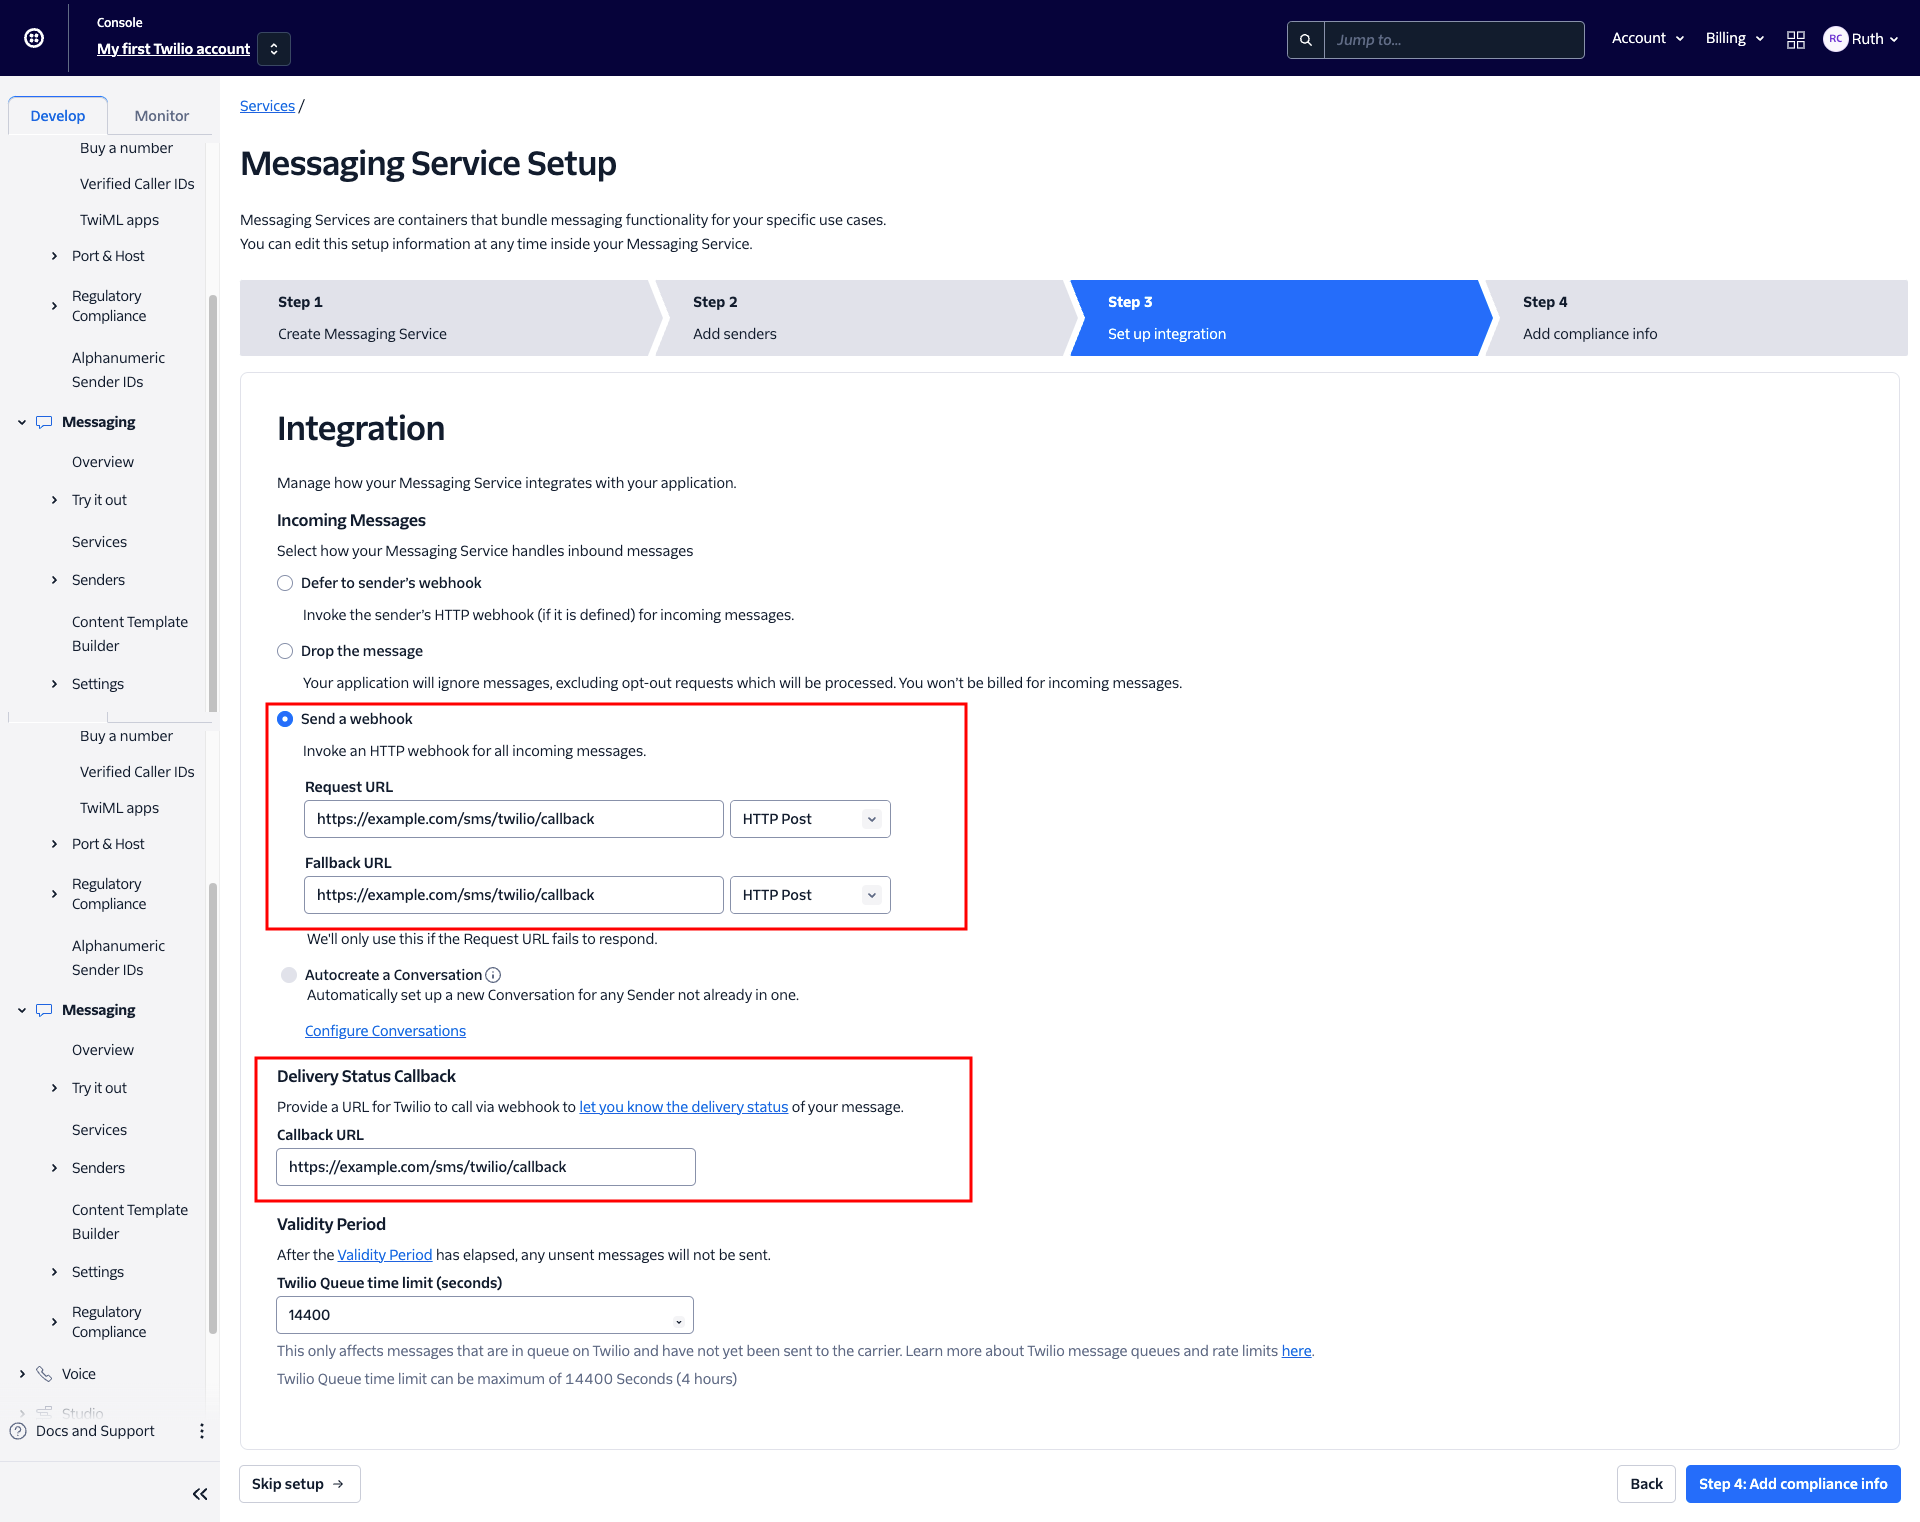 Console
My first Twilio account
Jump to...
Account
Billing
RC
Ruth
Develop
Monitor
Buy a number
Verified Caller IDs
TwiML apps
Port & Host
Regulatory
Compliance
Alphanumeric
Sender IDs
Messaging
Overview
Try it out
Services
Senders
Content Template
Builder
Settings
Buy a number
Verified Caller IDs
TwiML apps
Port & Host
Regulatory
Compliance
Alphanumeric
Sender IDs
Messaging
Overview
Try it out
Services
Senders
Content Template
Builder
Settings
Regulatory
Compliance
Voice
Studio
Docs and Support
Services /
Messaging Service Setup
Messaging Services are containers that bundle messaging functionality for your specific use cases.
You can edit this setup information at any time inside your Messaging Service.
Step 1
Create Messaging Service
Step 2
Add senders
Step 3
Set up integration
Step 4
Add compliance info
Integration
Manage how your Messaging Service integrates with your application.
Incoming Messages
Select how your Messaging Service handles inbound messages
Defer to sender's webhook
Invoke the sender's HTTP webhook (if it is defined) for incoming messages.
Drop the message
Your application will ignore messages, excluding opt-out requests which will be processed. You won't be billed for incoming messages.
Send a webhook
Invoke an HTTP webhook for all incoming messages.
Request URL
https://example.com/sms/twilio/callback HTTP Post
Fallback URL
https://example.com/sms/twilio/callback HTTP Post
We'll only use this if the Request URL fails to respond.
Autocreate a Conversation
Automatically set up a new Conversation for any Sender not already in one.
Configure Conversations
Delivery Status Callback
Provide a URL for Twilio to call via webhook to let you know the delivery status of your message.
Callback URL
https://example.com/sms/twilio/callback
Validity Period
After the Validity Period has elapsed, any unsent messages will not be sent.
Twilio Queue time limit (seconds)
14400
This only affects messages that are in queue on Twilio and have not yet been sent to the carrier. Learn more about Twilio message queues and rate limits here.
Twilio Queue time limit can be maximum of 14400 Seconds (4 hours)
Skip setup →
Back
Step 4: Add compliance info